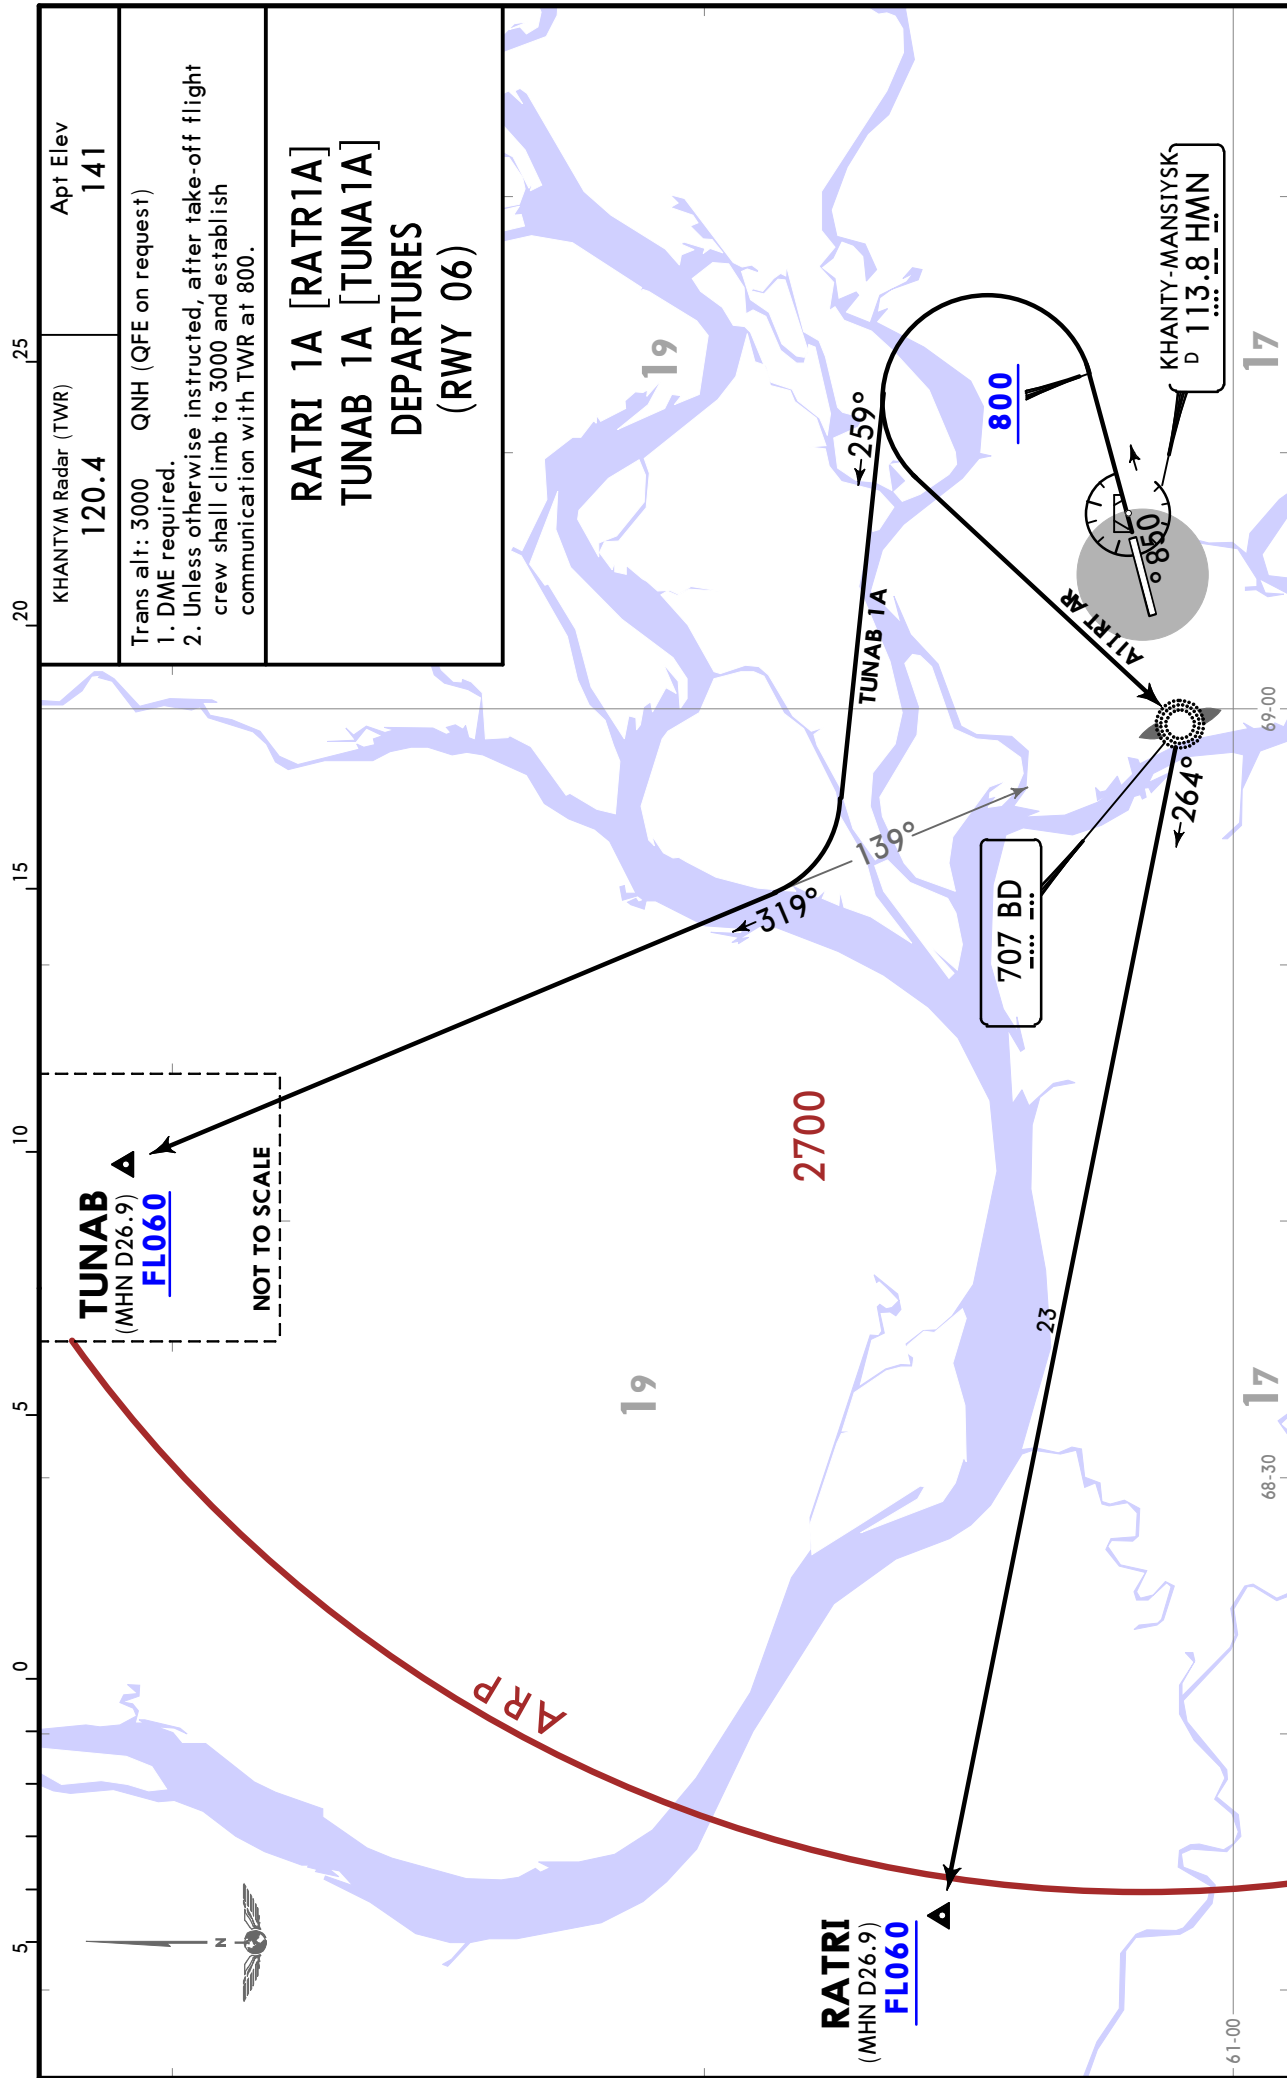 KHANTYM Radar (TWR)
120.4
Apt Elev
141
Trans alt: 3000 QNH (QFE on request)
1. DME required.
2. Unless otherwise instructed, after take-off flight
crew shall climb to 3000 and establish
communication with TWR at 800.
RATRI 1A [RATR1A]
TUNAB 1A [TUNA1A]
DEPARTURES
(RWY 06)
5
0
5
10
15
20
25
TUNAB
(MHN D26.9)
FL060
NOT TO SCALE
N
ARP
19
19
2700
319°
139°
TUNAB 1A
259°
800
RATRI
(MHN D26.9)
FL060
23
707 BD
264°
850
KHANTY-MANSIYSK
D 113.8 HMN
17
17
61-00
68-30
69-00